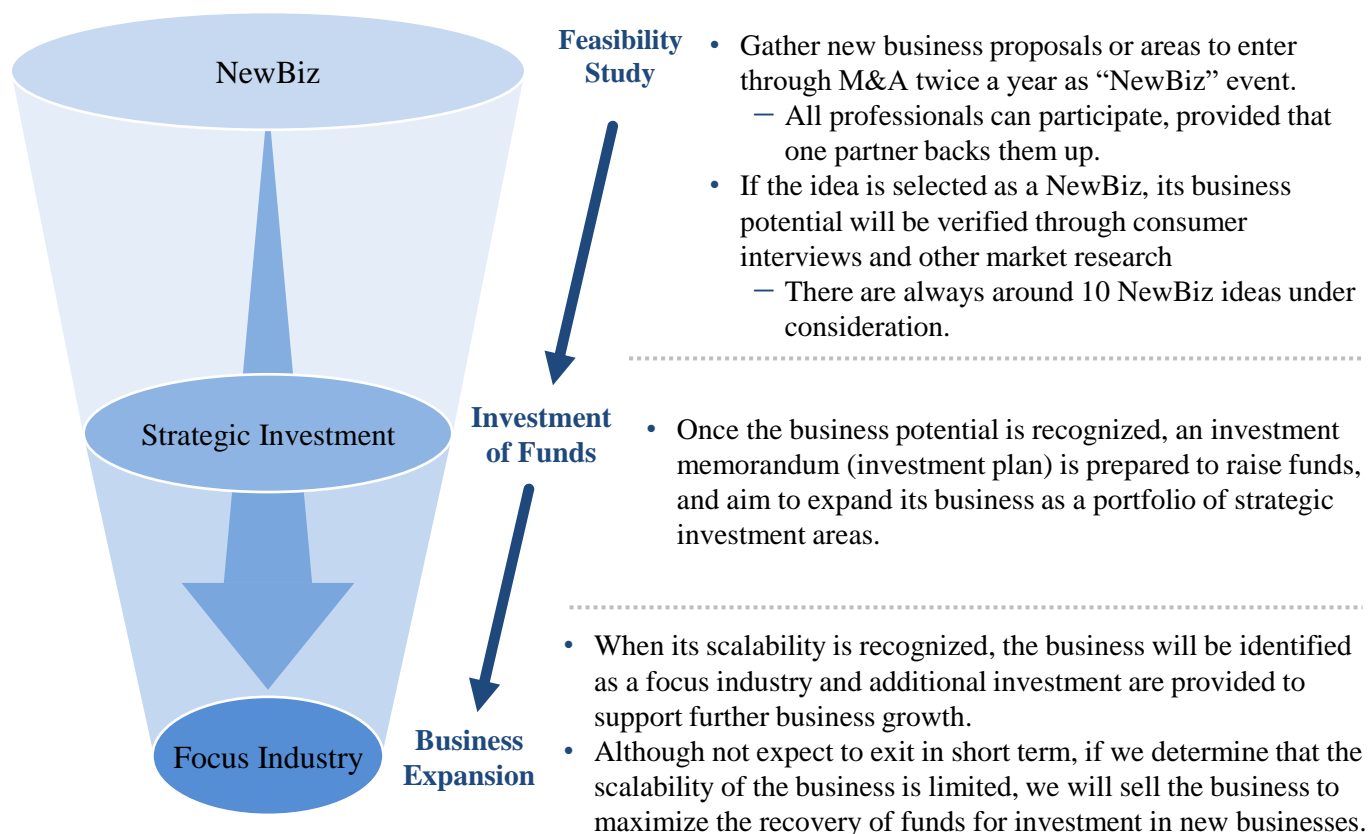 NewBiz
Feasibility
Study
• Gather new business proposals or areas to enter
through M&A twice a year as “NewBiz” event.
– All professionals can participate, provided that
one partner backs them up.
• If the idea is selected as a NewBiz, its business
potential will be verified through consumer
interviews and other market research
– There are always around 10 NewBiz ideas under
consideration.
Strategic Investment
Investment
of Funds
• Once the business potential is recognized, an investment
memorandum (investment plan) is prepared to raise funds,
and aim to expand its business as a portfolio of strategic
investment areas.
Focus Industry
Business
Expansion
• When its scalability is recognized, the business will be identified
as a focus industry and additional investment are provided to
support further business growth.
• Although not expect to exit in short term, if we determine that the
scalability of the business is limited, we will sell the business to
maximize the recovery of funds for investment in new businesses.